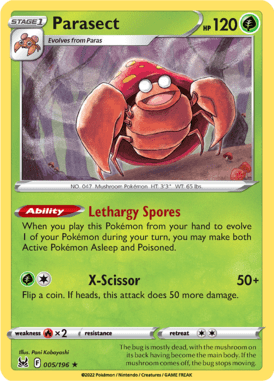 STAGE 1 Parasect HP 120
Evolves from Paras
NO. 047 Mushroom Pokémon HT: 3'3" WT: 65 lbs.
Ability Lethargy Spores
When you play this Pokémon from your hand to evolve
1 of your Pokémon during your turn, you may make both
Active Pokémon Asleep and Poisoned.
X-Scissor 50+
Flip a coin. If heads, this attack does 50 more damage.
weakness ×2 resistance retreat
Illus. Pani Kobayashi
F 005/196 ★
The bug is mostly dead, with the mushroom on
its back having become the main body. If the
mushroom comes off, the bug stops moving.
©2022 Pokémon / Nintendo / Creatures / GAME FREAK